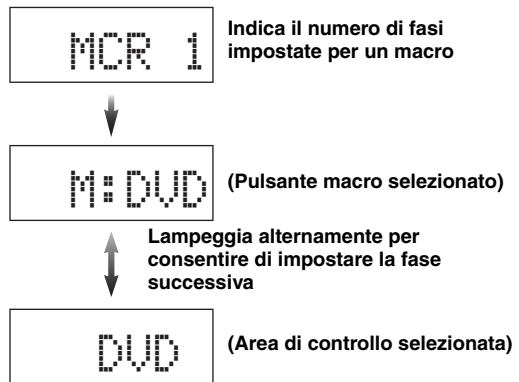 MCR 1
Indica il numero di fasi
impostate per un macro
M:DVD
(Pulsante macro selezionato)
Lampeggia alternamente per
consentire di impostare la fase
successiva
DVD
(Area di controllo selezionata)